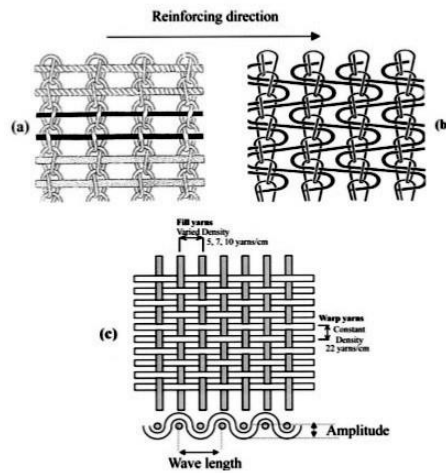 Reinforcing direction
(a)
(b)
Fill yarns
Varied Density
5, 7, 10 yarns/cm
(c)
Warp yarns
Constant
Density
22 yarns/cm
Amplitude
Wave length